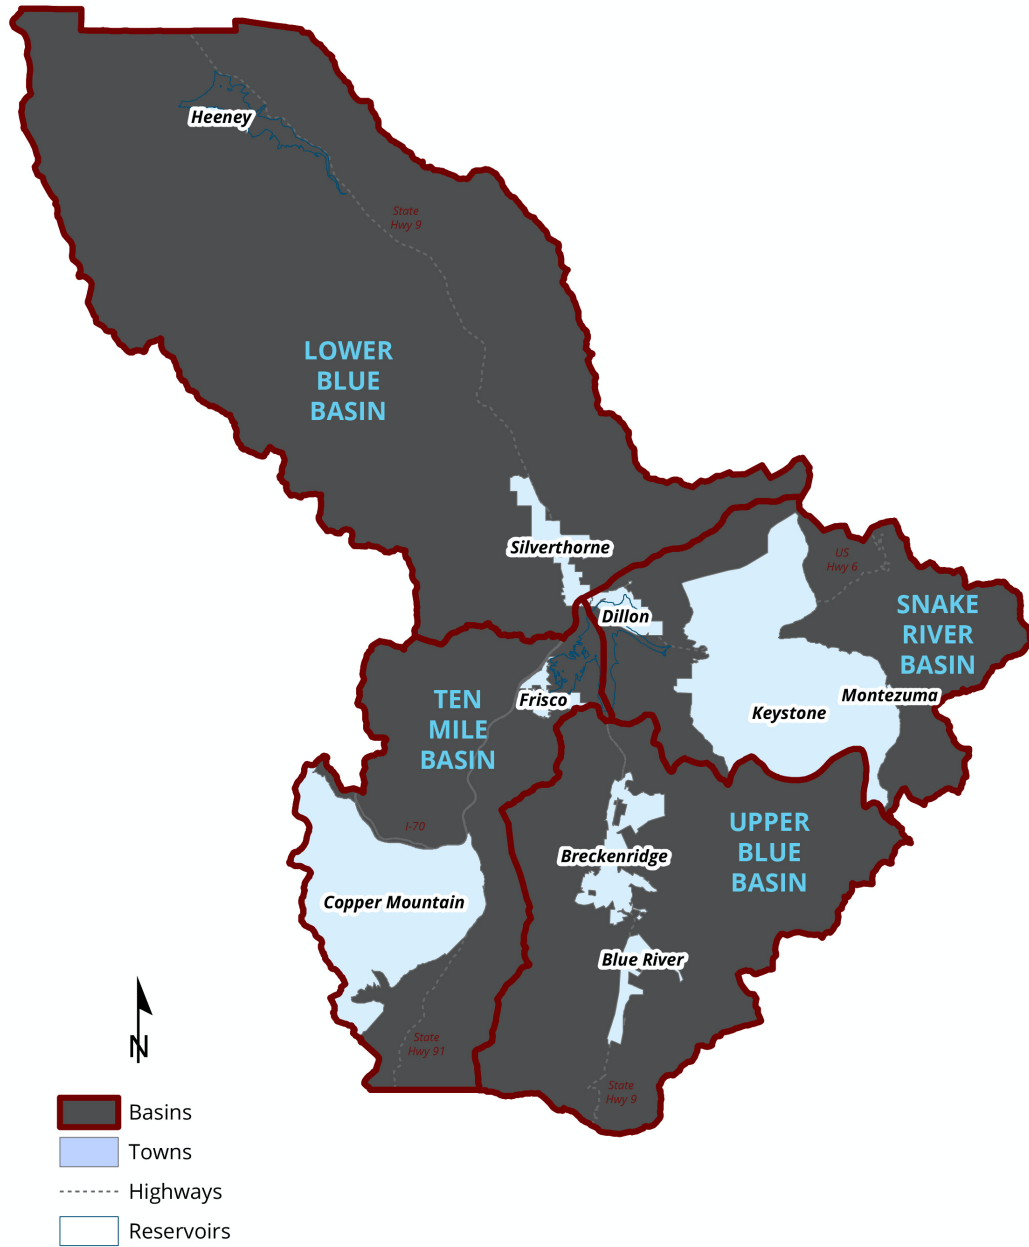 Heeney
State
Hwy 9
LOWER
BLUE
BASIN
Silverthorne
US
Hwy 6
Dillon
SNAKE
RIVER
BASIN
Frisco
TEN
MILE
BASIN
Montezuma
Keystone
I-70
UPPER
BLUE
BASIN
Breckenridge
Copper Mountain
Blue River
State
Hwy 91
State
Hwy 9
N
Basins
Towns
Highways
Reservoirs